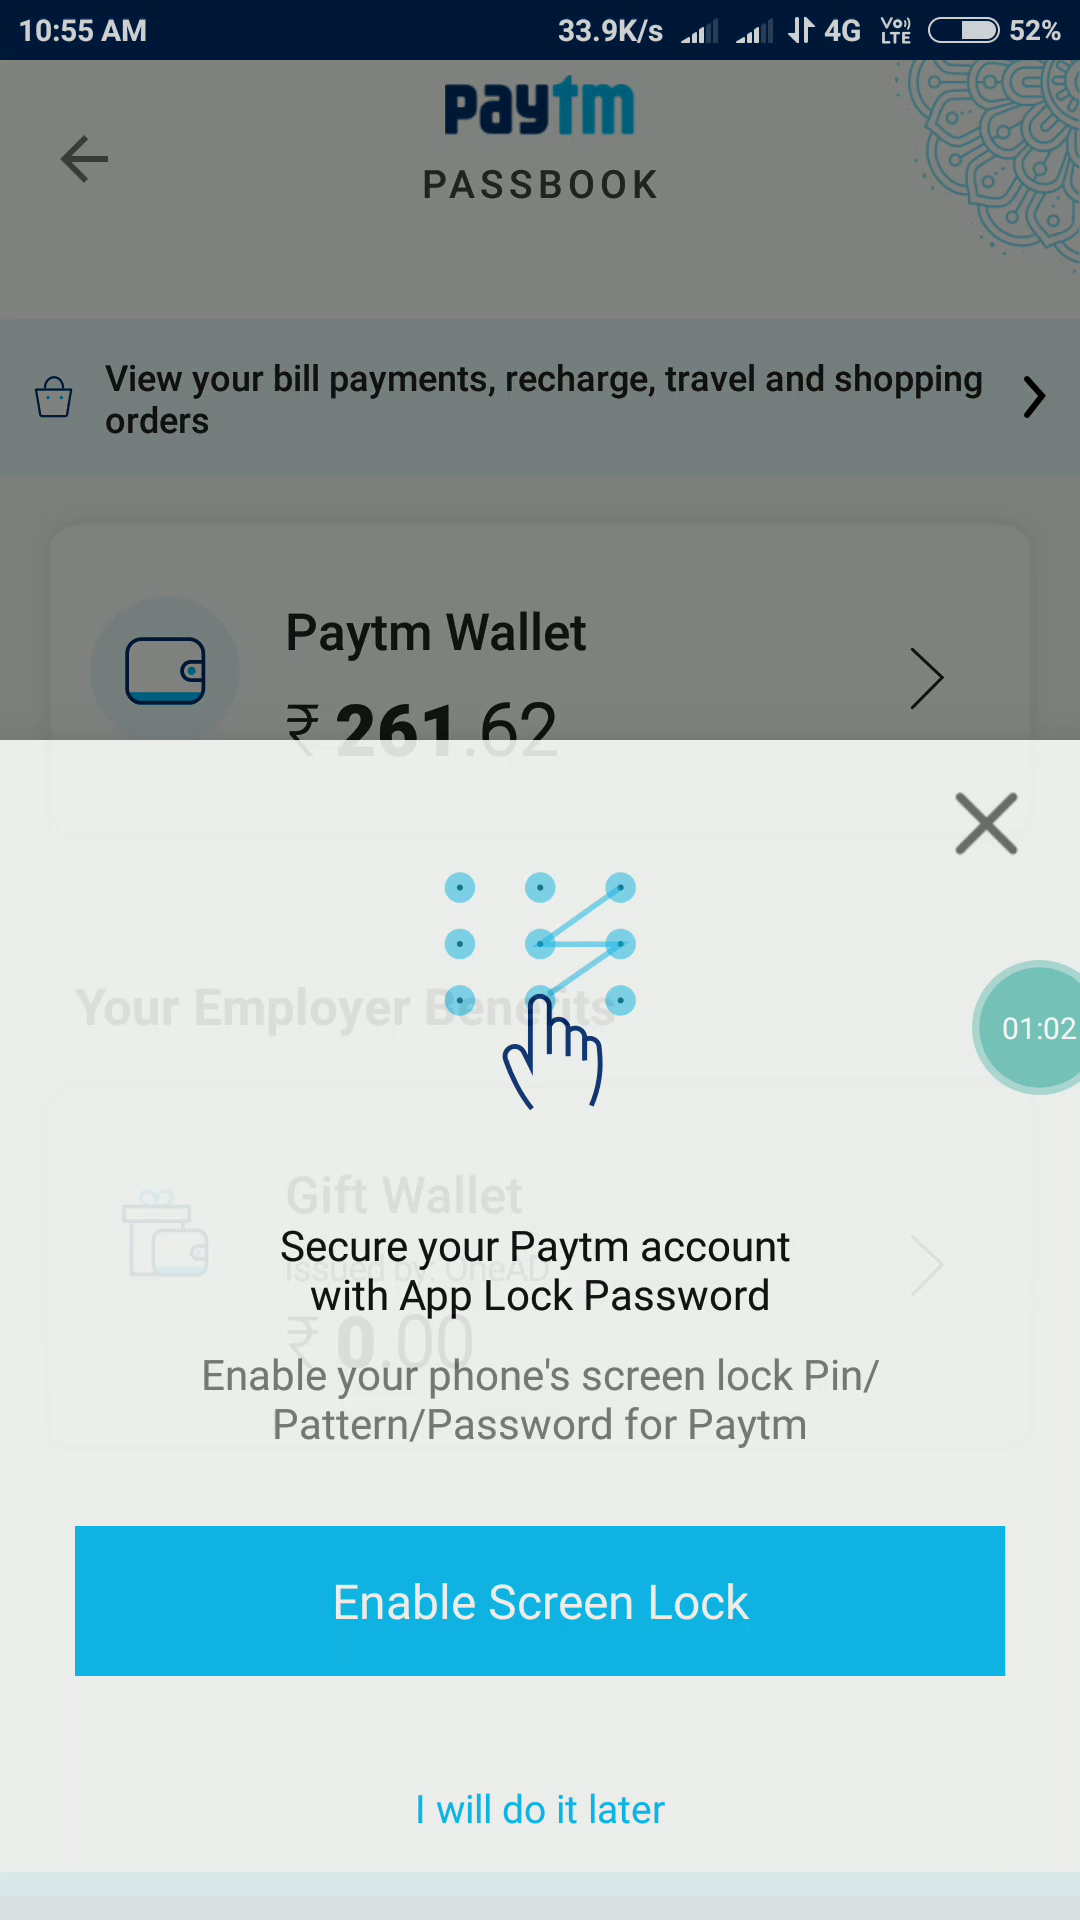 10:55 AM 33.9K/s 4G VoLTE 52%
paytm
PASSBOOK
View your bill payments, recharge, travel and shopping
orders
Paytm Wallet
₹ 261.62
Your Employer Benefits
01:02
Gift Wallet
Issued by: OneAD
₹ 0.00
Secure your Paytm account
with App Lock Password
Enable your phone's screen lock Pin/
Pattern/Password for Paytm
Enable Screen Lock
I will do it later